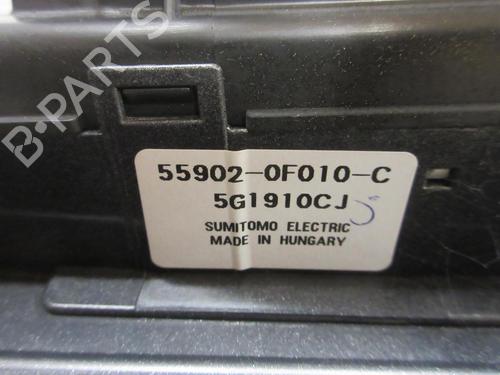 B-PARTS
55902-0F010-C
5G1910CJ
SUMITOMO ELECTRIC
MADE IN HUNGARY